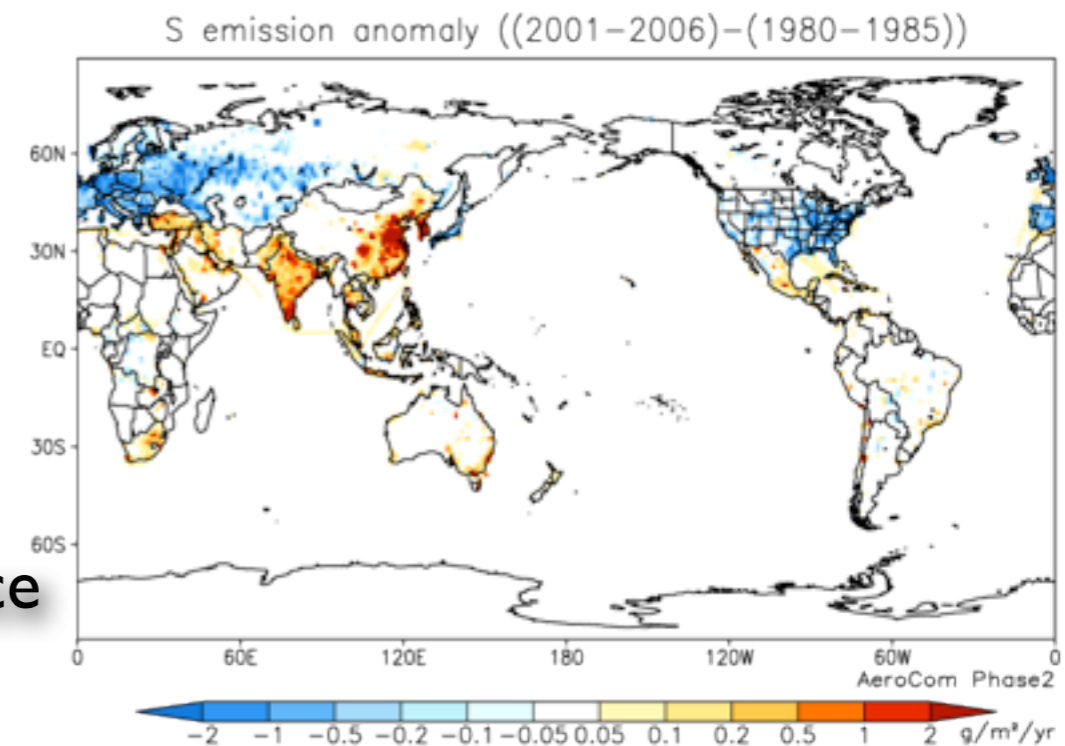 S emission anomaly ((2001-2006)-(1980-1985))
60N
30N
EQ
30S
60S
ce
0 60E 120E 180 120W 60W 0
AeroCom Phase2
-2 -1 -0.5 -0.2 -0.1 -0.05 0.05 0.1 0.2 0.5 1 2 g/m²/yr